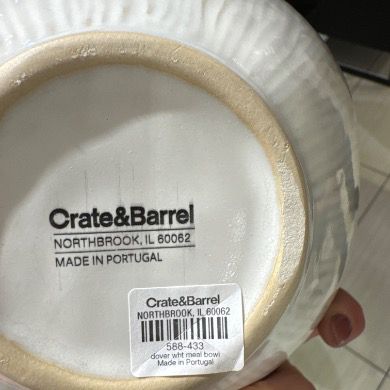 Crate&Barrel
NORTHBROOK, IL 60062
MADE IN PORTUGAL
Crate&Barrel
NORTHBROOK, IL 60062
588-433
dover wht meal bowl
Made in Portugal